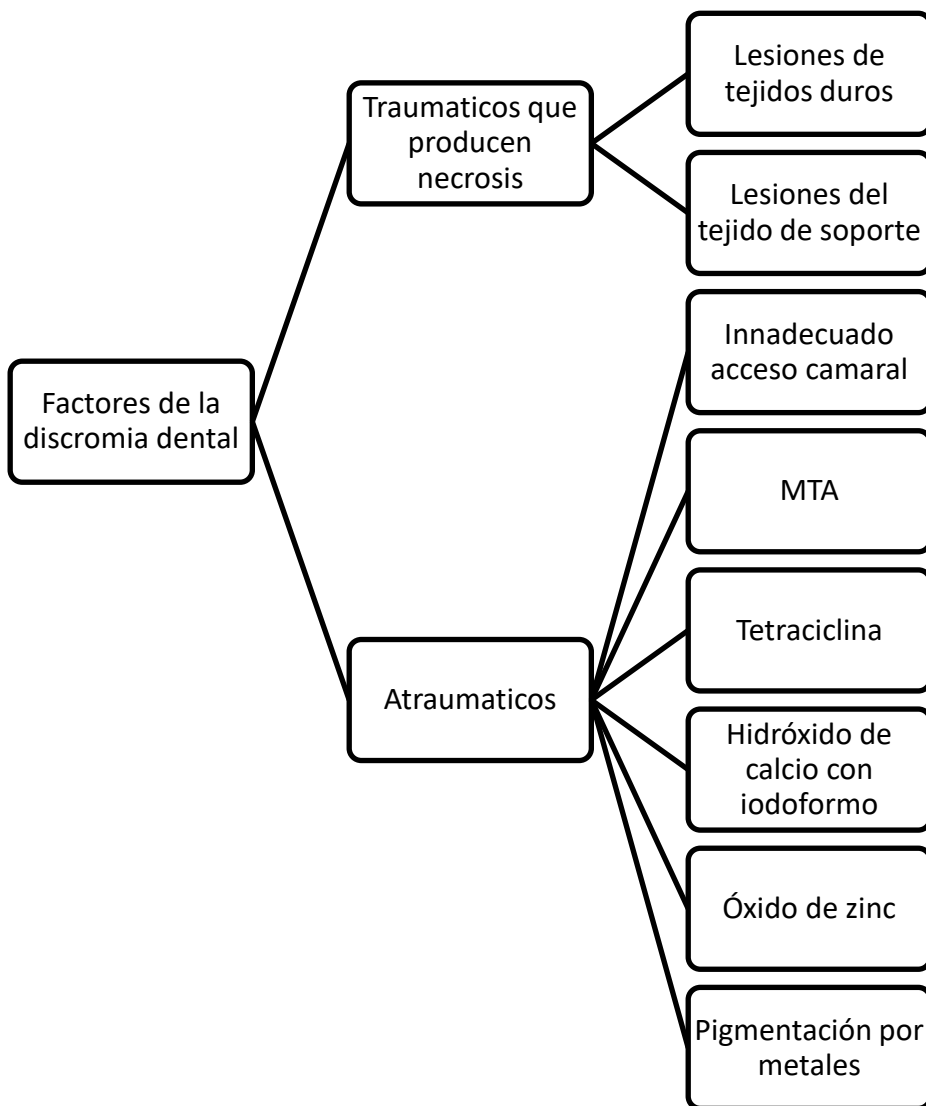 Factores de la
discromia dental
Traumaticos que
producen
necrosis
Lesiones de
tejidos duros
Lesiones del
tejido de soporte
Atraumaticos
Innadecuado
acceso camaral
MTA
Tetraciclina
Hidróxido de
calcio con
iodoformo
Óxido de zinc
Pigmentación por
metales